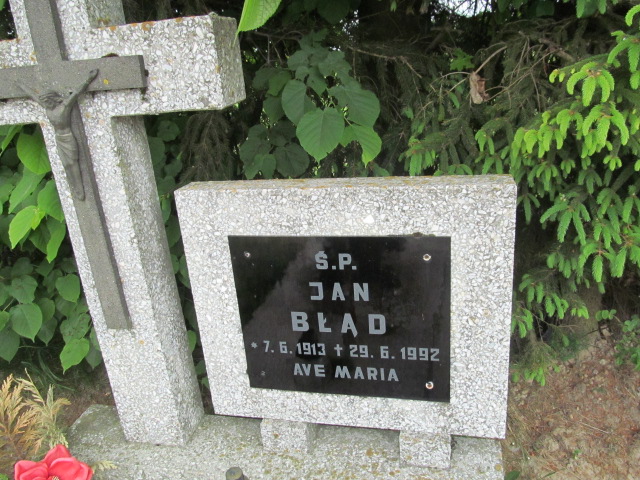 Ś.P.
JAN
BŁĄD
* 7. 6. 1913 ✝ 29. 6. 1992
AVE MARIA